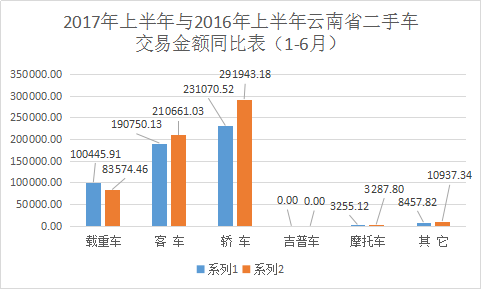 2017年上半年与2016年上半年云南省二手车
交易金额同比表（1-6月）
350000.00
300000.00
250000.00
200000.00
150000.00
100000.00
50000.00
0.00
100445.91
83574.46
190750.13
210661.03
231070.52
291943.18
0.00
0.00
3255.12
3287.80
8457.82
10937.34
载重车
客 车
轿 车
吉普车
摩托车
其 它
系列1
系列2